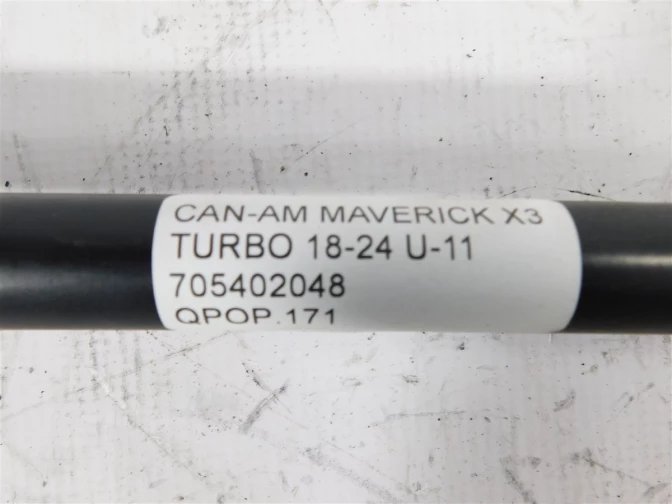 CAN-AM MAVERICK X3
TURBO 18-24 U-11
705402048
QPOP.171